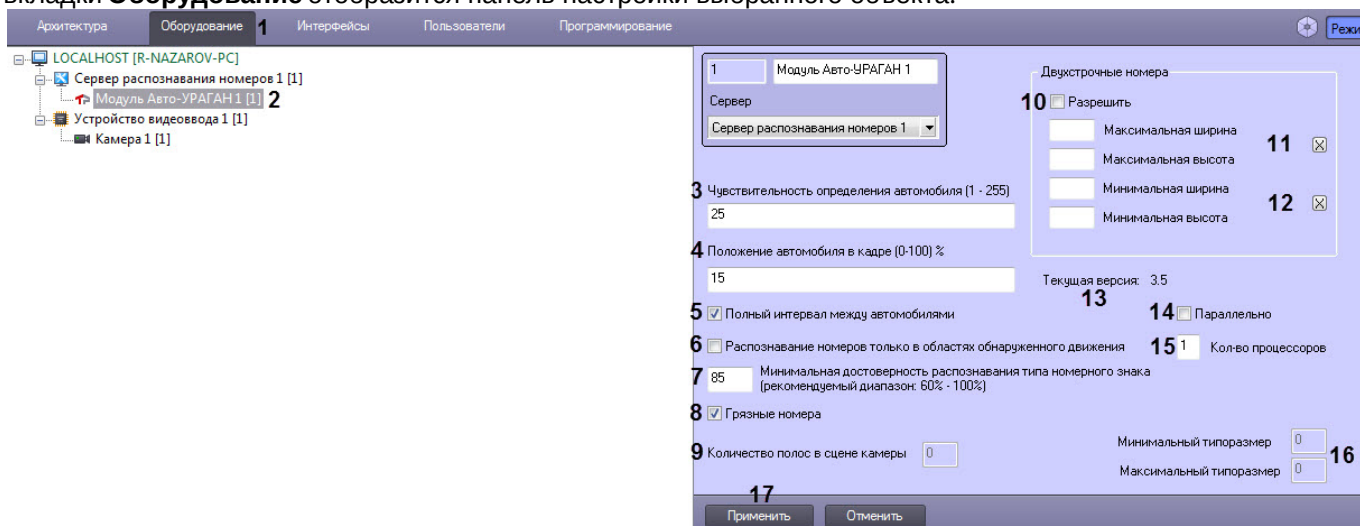 вкладки Оборудование отобразится панель настройки выбранного объекта.
Архитектура Оборудование 1 Интерфейсы Пользователи Программирование Режи
LOCALHOST [R-NAZAROV-PC]
Сервер распознавания номеров 1 [1]
Модуль Авто-УРАГАН 1 [1] 2
Устройство видеоввода 1 [1]
Камера 1 [1]
1 Модуль Авто-УРАГАН 1
Сервер
Сервер распознавания номеров 1
Двухстрочные номера
10 Разрешить
Максимальная ширина
11
Максимальная высота
Минимальная ширина
12
Минимальная высота
3 Чувствительность определения автомобиля (1 - 255)
25
4 Положение автомобиля в кадре (0-100) %
15
Текущая версия: 3.5
13
5 Полный интервал между автомобилями
14 Параллельно
6 Распознавание номеров только в областях обнаруженного движения
15 1 Кол-во процессоров
7 85 Минимальная достоверность распознавания типа номерного знака
(рекомендуемый диапазон: 60% - 100%)
8 Грязные номера
9 Количество полос в сцене камеры 0
Минимальный типоразмер 0
16
Максимальный типоразмер 0
17
Применить Отменить